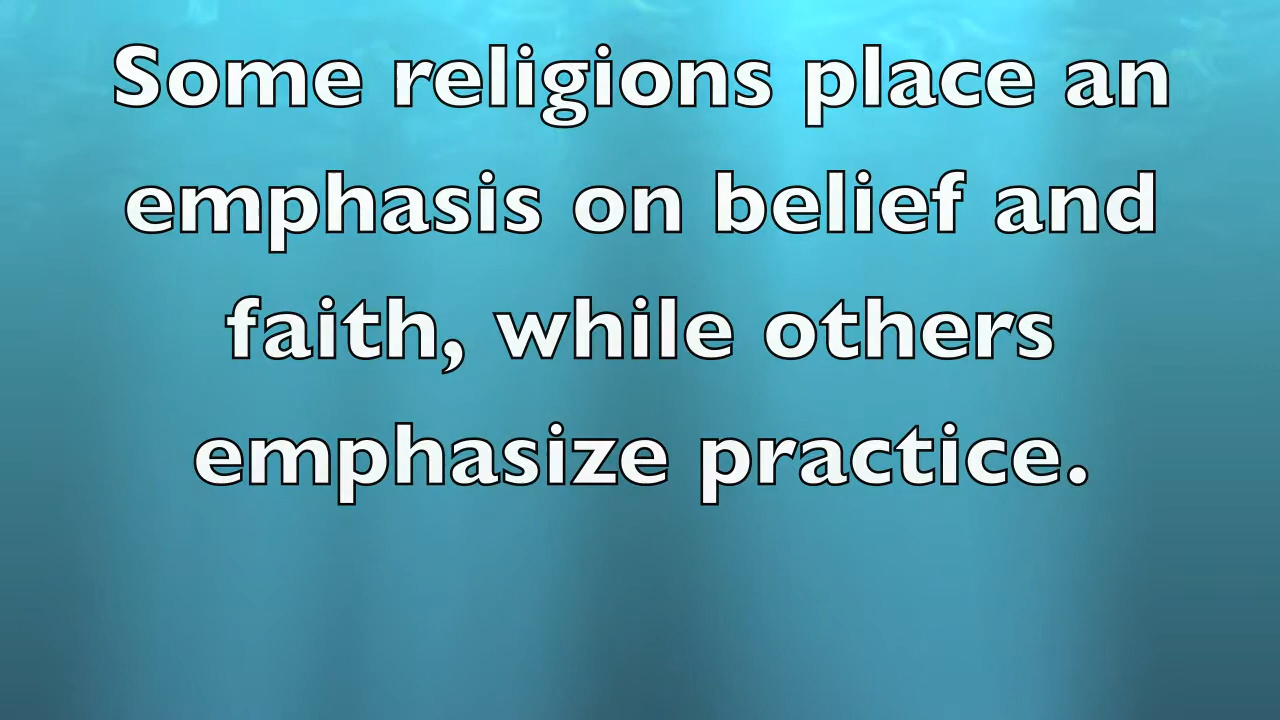 Some religions place an
emphasis on belief and
faith, while others
emphasize practice.